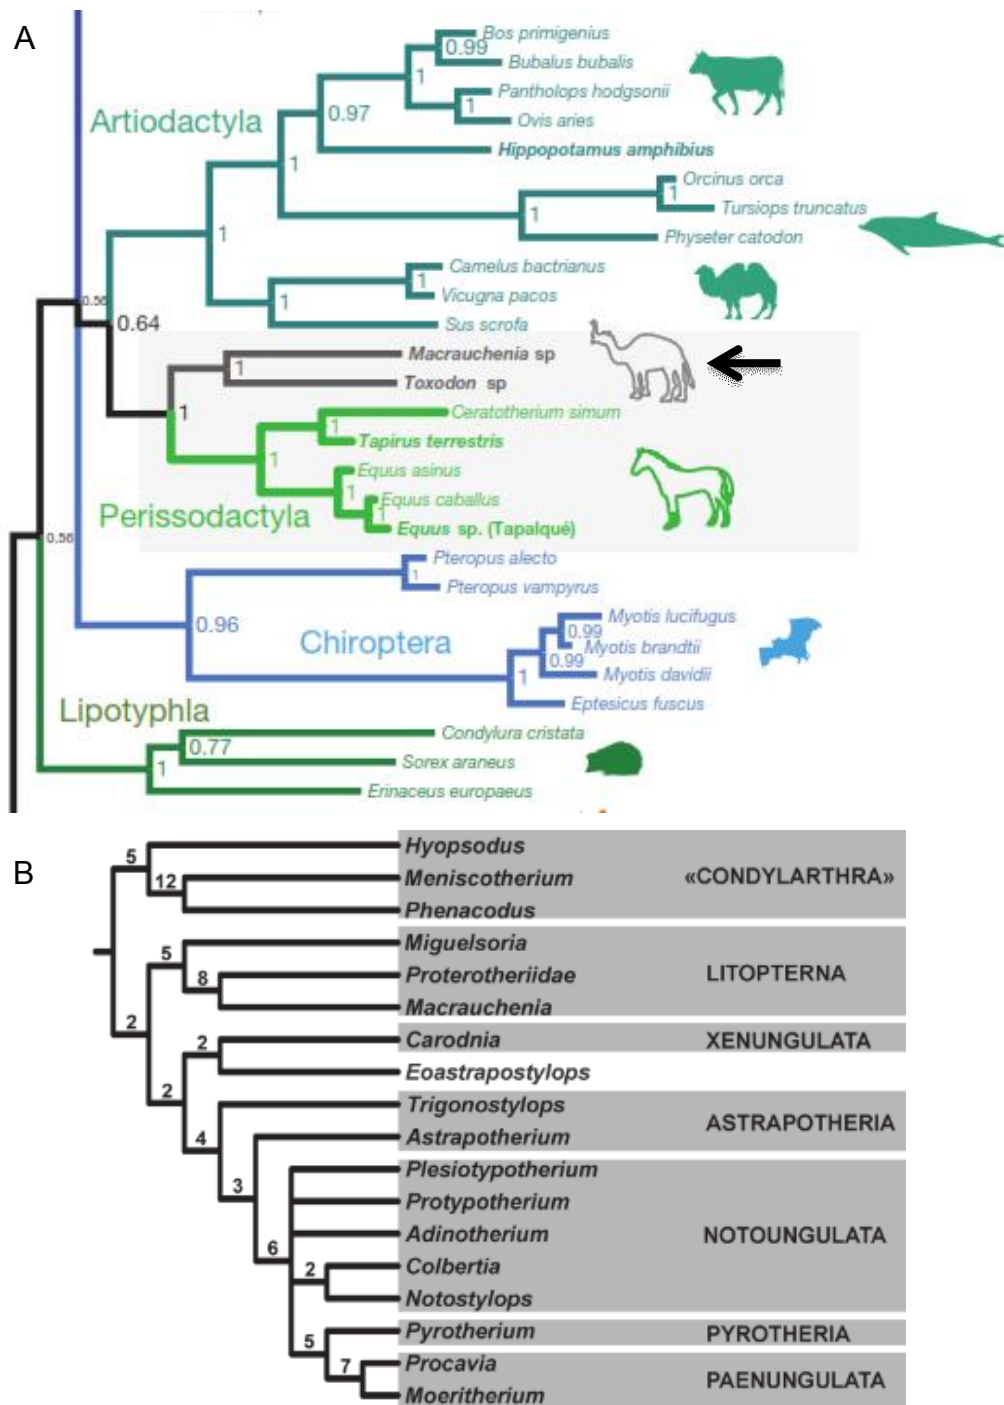 A
Bos primigenius
0.99
Bubalus bubalis
1
Pantholops hodgsonii
0.97
1
Ovis aries
Artiodactyla
Hippopotamus amphibius
1
Orcinus orca
1
Tursiops truncatus
1
Physeter catodon
1
Camelus bactrianus
1
Vicugna pacos
1
Sus scrofa
0.56
0.64
Macrauchenia sp
1
Toxodon sp
1
Ceratotherium simum
1
Tapirus terrestris
1
Equus asinus
1
Equus caballus
1
Equus sp. (Tapalqué)
Perissodactyla
0.56
Pteropus alecto
1
Pteropus vampyrus
0.96
Chiroptera
Myotis lucifugus
0.99
Myotis brandtii
0.99
Myotis davidii
1
Eptesicus fuscus
Lipotyphla
Condylura cristata
0.77
Sorex araneus
1
Erinaceus europaeus
B
Hyopsodus
5
Meniscotherium
12
«CONDYLARTHRA»
Phenacodus
Miguelsoria
5
Proterotheriidae
8
LITOPTERNA
Macrauchenia
2
Carodnia
2
XENUNGULATA
Eoastrapostylops
2
Trigonostylops
4
ASTRAPOTHERIA
Astrapotherium
3
Plesiotypotherium
Protypotherium
Adinotherium
NOTOUNGULATA
6
Colbertia
2
Notostylops
Pyrotherium
5
PYROTHERIA
Procavia
7
PAENUNGULATA
Moeritherium